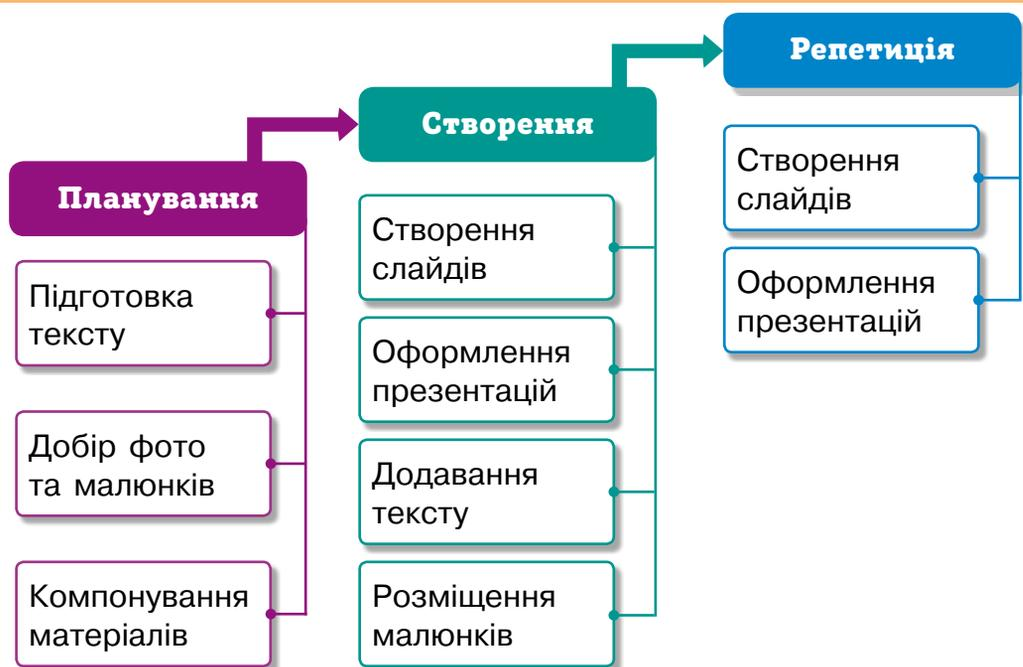 Планування
Підготовка
тексту
Добір фото
та малюнків
Компонування
матеріалів
Створення
Створення
слайдів
Оформлення
презентацій
Додавання
тексту
Розміщення
малюнків
Репетиція
Створення
слайдів
Оформлення
презентацій